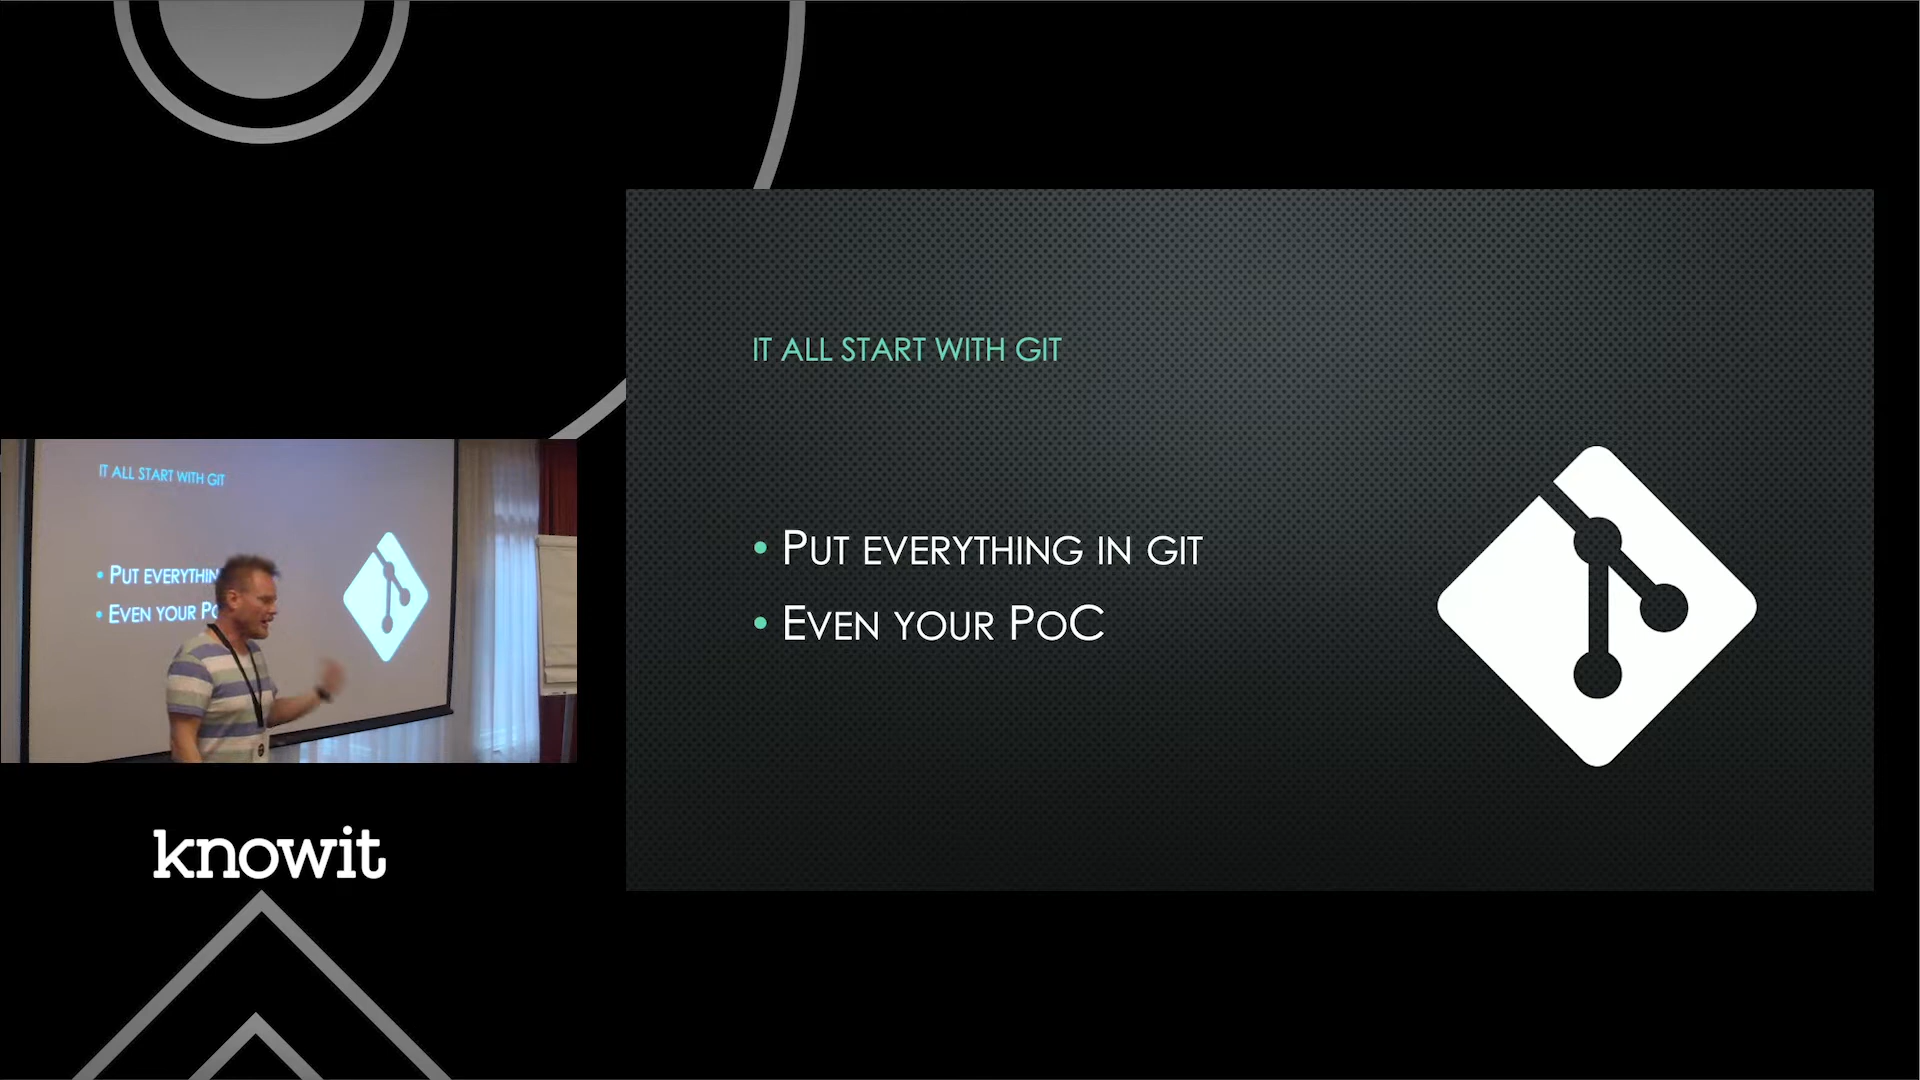 IT ALL START WITH GIT
• PUT EVERYTHING IN GIT
• EVEN YOUR POC
IT ALL START WITH GIT
• PUT EVERYTHIN
• EVEN YOUR PO
knowit